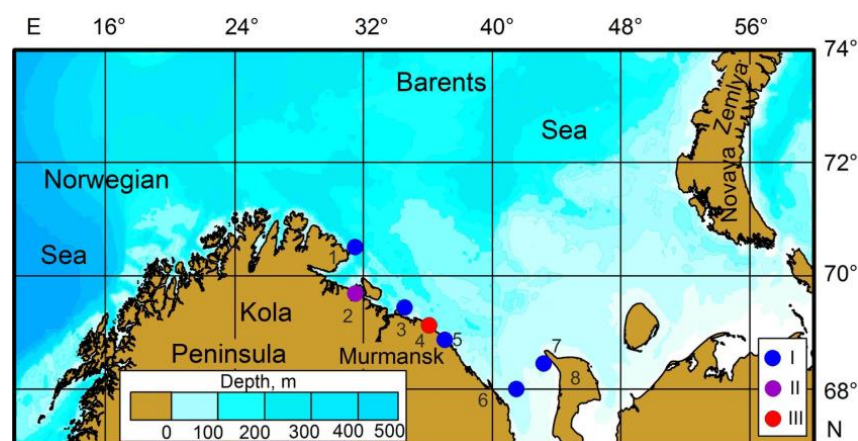 E 16° 24° 32° 40° 48° 56°
74°
Barents
Sea
Novaya Zemlya
72°
Norwegian
Sea
1
70°
Kola
2
3
4
5
Peninsula
Murmansk
7
8
6
68°
I
II
III
N
Depth, m
0 100 200 300 400 500